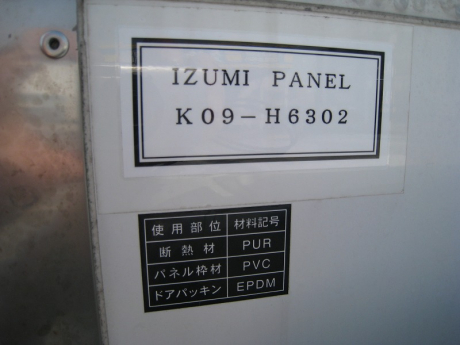 IZUMI PANEL
K09-H6302
使用部位 材料記号
断熱材 PUR
パネル枠材 PVC
ドアパッキン EPDM